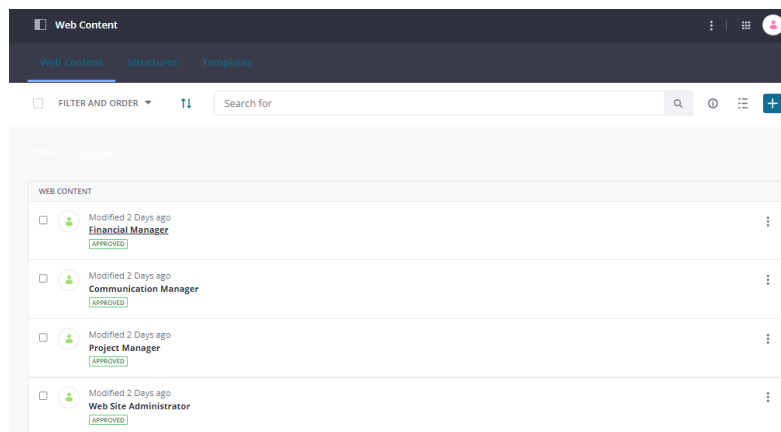 Web Content
Web Content Structures Templates
FILTER AND ORDER
Search for
WEB CONTENT
Modified 2 Days ago
Financial Manager
APPROVED
Modified 2 Days ago
Communication Manager
APPROVED
Modified 2 Days ago
Project Manager
APPROVED
Modified 2 Days ago
Web Site Administrator
APPROVED